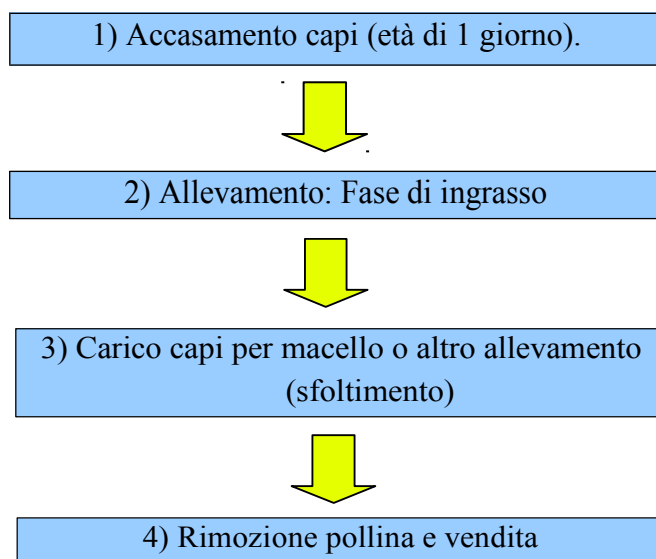 1) Accasamento capi (età di 1 giorno).
2) Allevamento: Fase di ingrasso
3) Carico capi per macello o altro allevamento
(sfoltimento)
4) Rimozione pollina e vendita